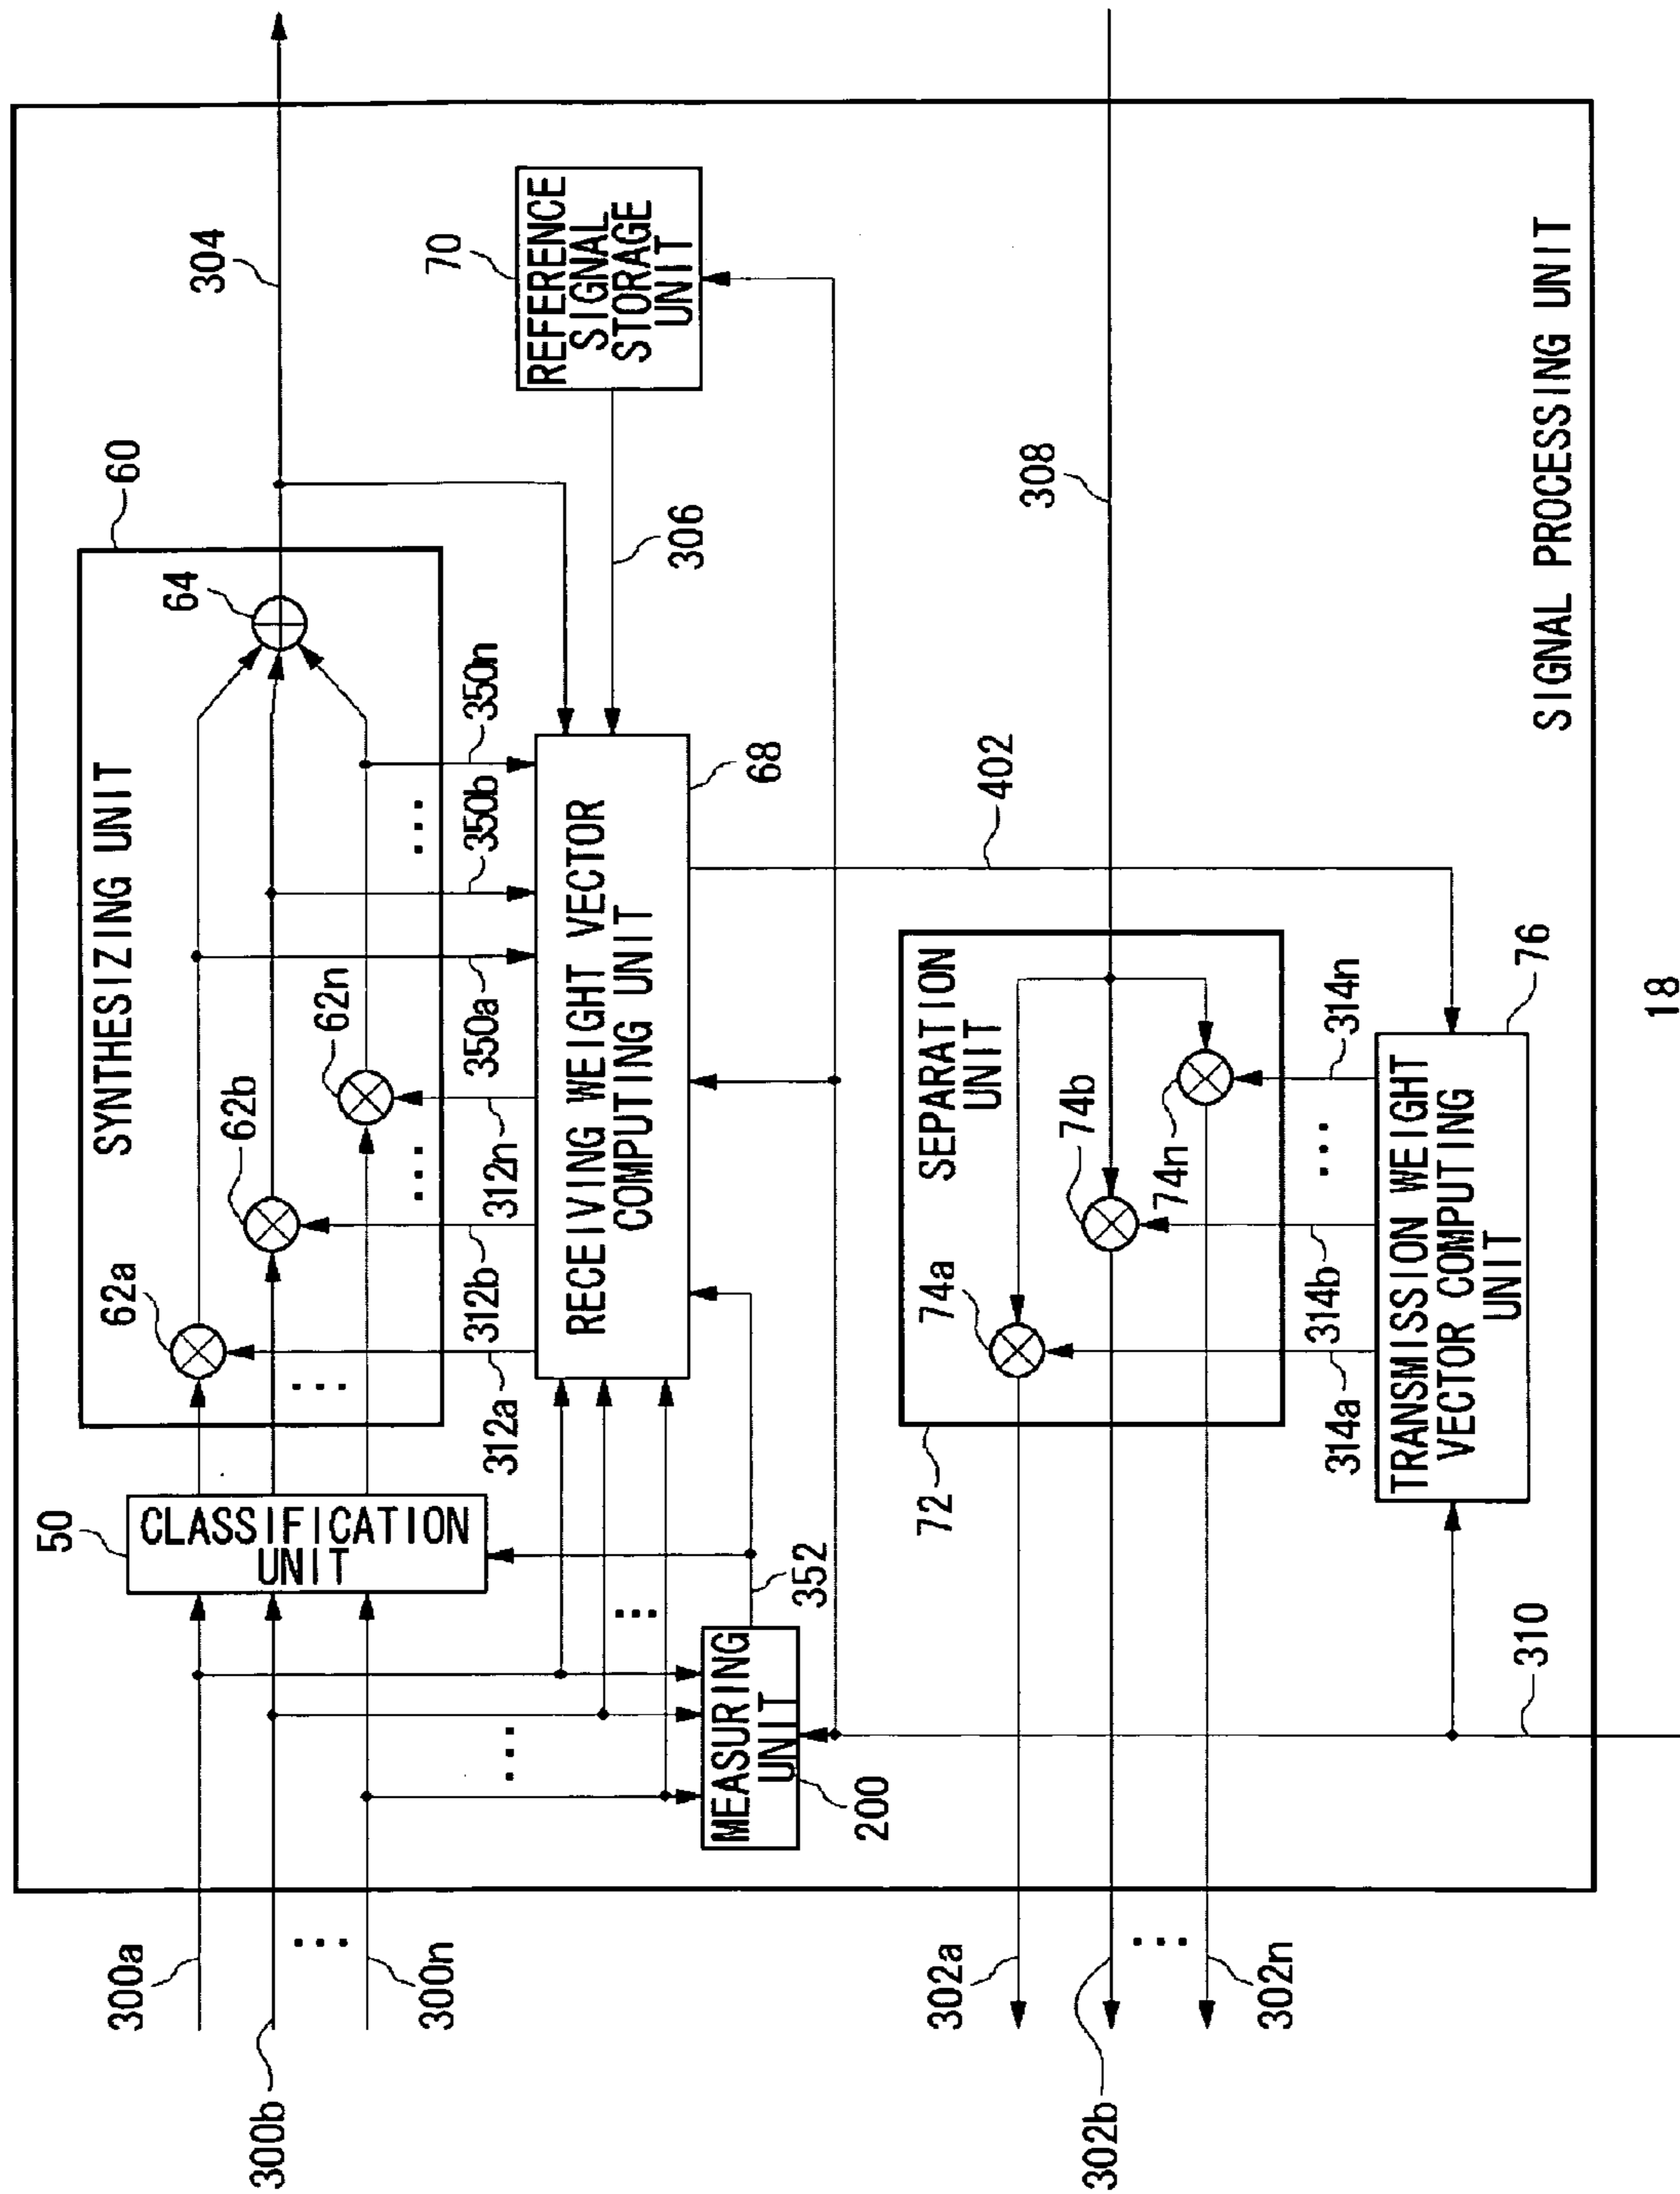 SIGNAL PROCESSING UNIT
18
300a
300b
300n
50
CLASSIFICATION
UNIT
60
SYNTHESIZING UNIT
62a
62b
62n
64
304
312a
312b
312n
350a
350b
350n
MEASURING
UNIT
200
352
RECEIVING WEIGHT VECTOR
COMPUTING UNIT
68
306
70
REFERENCE
SIGNAL
STORAGE
UNIT
302a
302b
302n
72
SEPARATION
UNIT
74a
74b
74n
308
402
314a
314b
314n
TRANSMISSION WEIGHT
VECTOR COMPUTING
UNIT
76
310